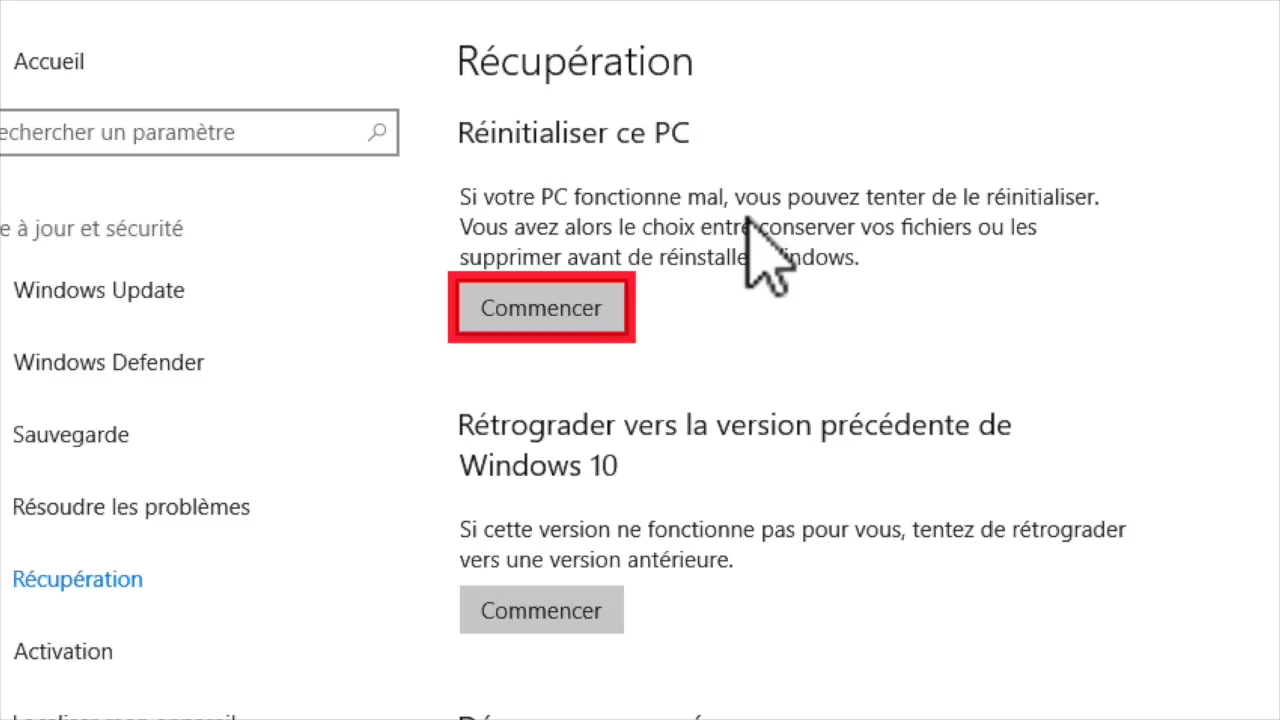 Accueil
echercher un paramètre
e à jour et sécurité
Windows Update
Windows Defender
Sauvegarde
Résoudre les problèmes
Récupération
Activation
Récupération
Réinitialiser ce PC
Si votre PC fonctionne mal, vous pouvez tenter de le réinitialiser.
Vous avez alors le choix entre conserver vos fichiers ou les
supprimer avant de réinstalle ndows.
Commencer
Rétrograder vers la version précédente de
Windows 10
Si cette version ne fonctionne pas pour vous, tentez de rétrograder
vers une version antérieure.
Commencer